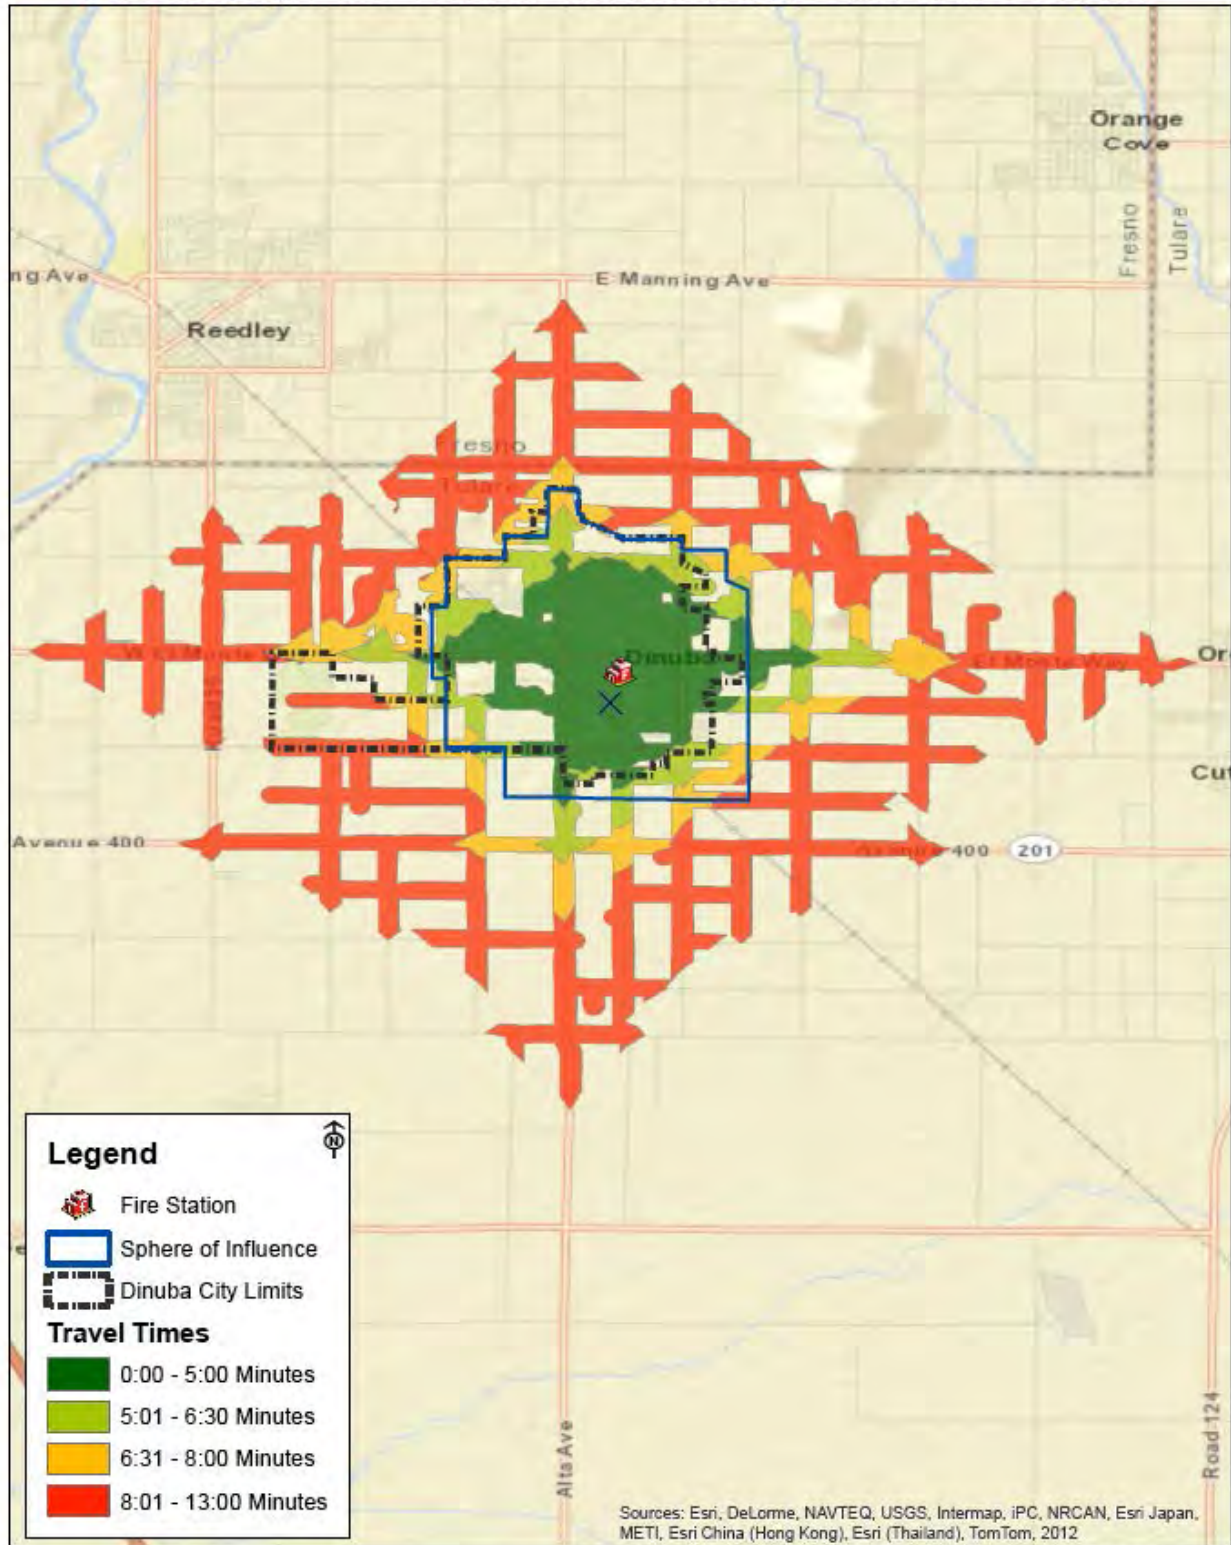 Orange
Cove
Fresno
Tulare
ng Ave
E Manning Ave
Reedley
Fresno
Tulare
Dinuba
El Monte Way
W El Monte
Or
Cut
Avenue 400
Avenue 400
201
Legend
N
Fire Station
Sphere of Influence
Dinuba City Limits
Travel Times
0:00 - 5:00 Minutes
5:01 - 6:30 Minutes
6:31 - 8:00 Minutes
8:01 - 13:00 Minutes
Alta Ave
Road 124
Sources: Esri, DeLorme, NAVTEQ, USGS, Intermap, iPC, NRCAN, Esri Japan,
METI, Esri China (Hong Kong), Esri (Thailand), TomTom, 2012